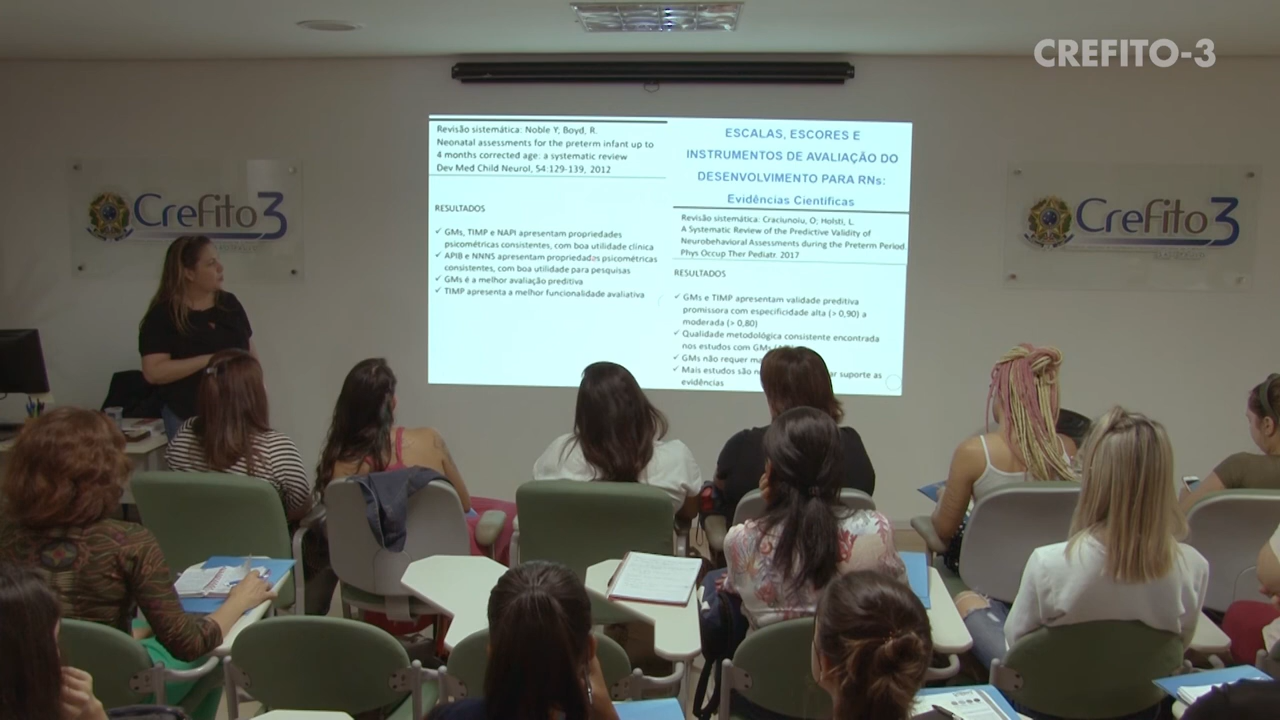 CREFITO-3
Crefito3
Revisão sistemática: Noble Y, Boyd, R.
Neonatal assessments for the preterm infant up to
4 months corrected age: a systematic review
Dev Med Child Neurol, 54:129-139, 2012
RESULTADOS
✓ GMs, TIMP e NAPI apresentam propriedades
psicométricas consistentes, com boa utilidade clínica
✓ APIB e NNNS apresentam propriedades psicométricas
consistentes, com boa utilidade para pesquisas
✓ GMs é a melhor avaliação preditiva
✓ TIMP apresenta a melhor funcionalidade avaliativa
ESCALAS, ESCORES E
INSTRUMENTOS DE AVALIAÇÃO DO
DESENVOLVIMENTO PARA RNs:
Evidências Científicas
Revisão sistemática: Craciunoiu, O; Holsti, L.
A Systematic Review of the Predictive Validity of
Neurobehavioral Assessments during the Preterm Period.
Phys Occup Ther Pediatr. 2017
RESULTADOS
✓ GMs e TIMP apresentam validade preditiva
promissora com especificidade alta (> 0,90) a
moderada (> 0,80)
✓ Qualidade metodológica consistente encontrada
nos estudos com GMs
✓ GMs não requer
✓ Mais estudos são suporte as
evidências
Crefito3